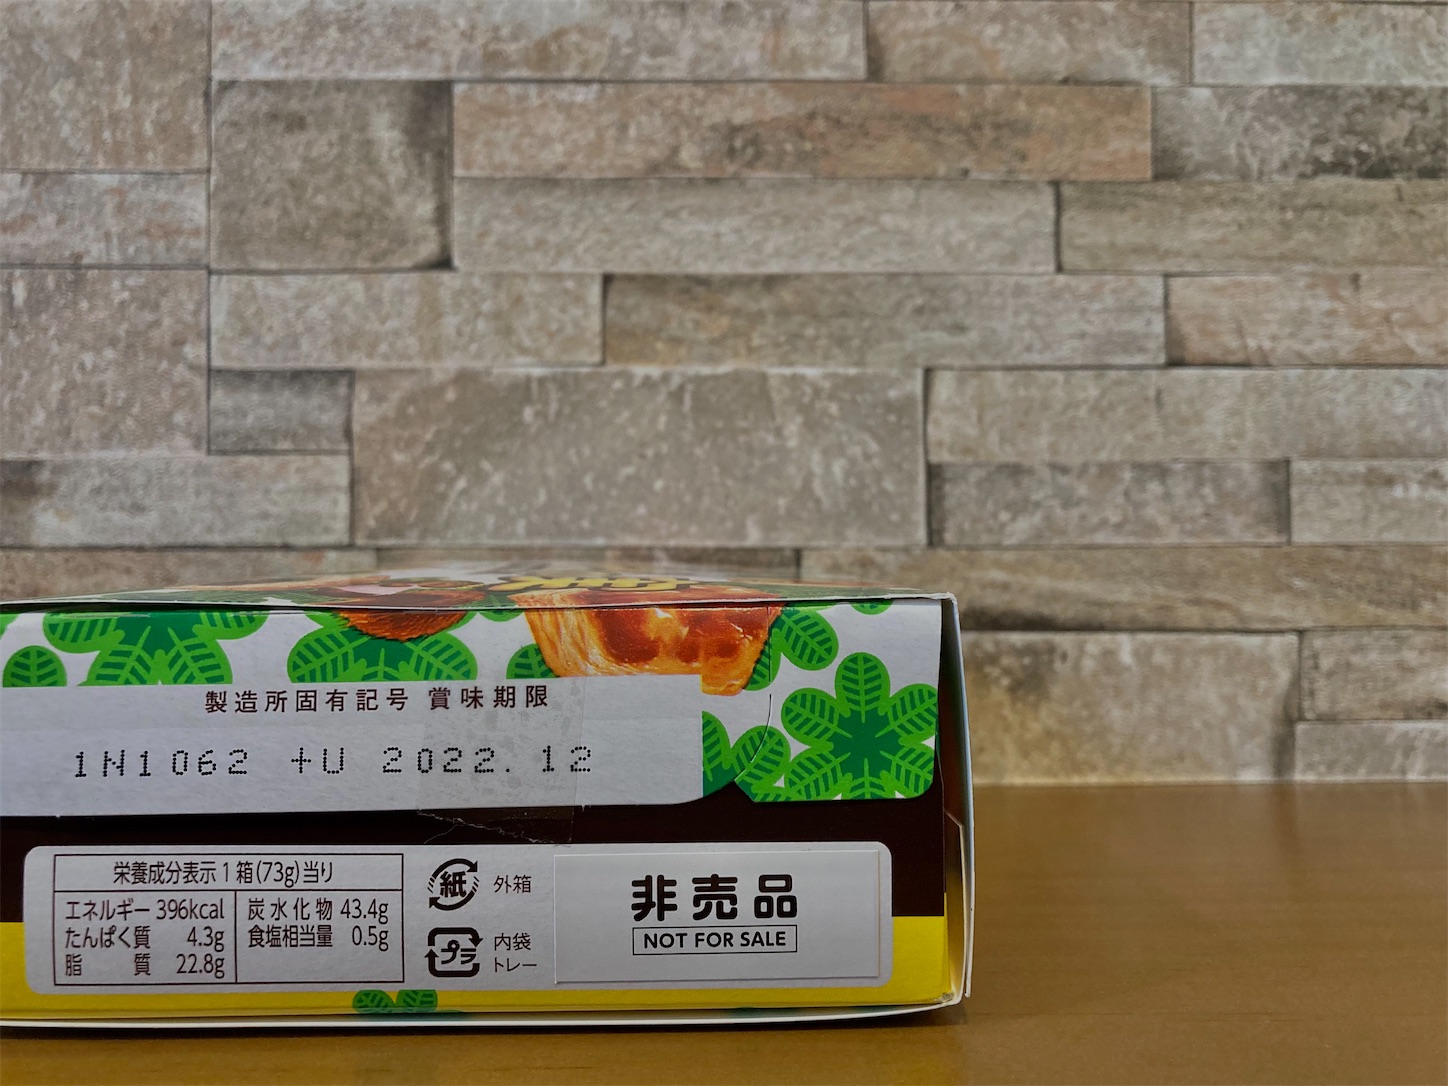 製造所固有記号 賞味期限
1N1062 +U 2022.12
栄養成分表示1箱(73g)当り
エネルギー 396kcal
たんぱく質 4.3g
脂質 22.8g
炭水化物 43.4g
食塩相当量 0.5g
紙 外箱
プラ 内袋
トレー
非売品
NOT FOR SALE